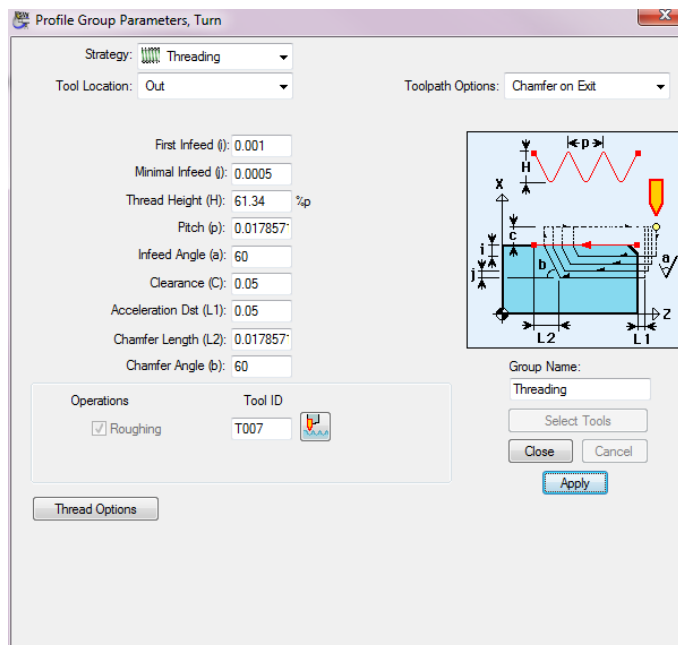 Profile Group Parameters, Turn
Strategy: Threading
Tool Location: Out
Toolpath Options: Chamfer on Exit
First Infeed (i): 0.001
Minimal Infeed (j): 0.0005
Thread Height (H): 61.34 %p
Pitch (p): 0.017857
Infeed Angle (a): 60
Clearance (C): 0.05
Acceleration Dst (L1): 0.05
Chamfer Length (L2): 0.017857
Chamfer Angle (b): 60
p
H
X
c
i
j
b
a
Z
L2
L1
Operations
Tool ID
Roughing
T007
Group Name:
Threading
Select Tools
Close
Cancel
Apply
Thread Options